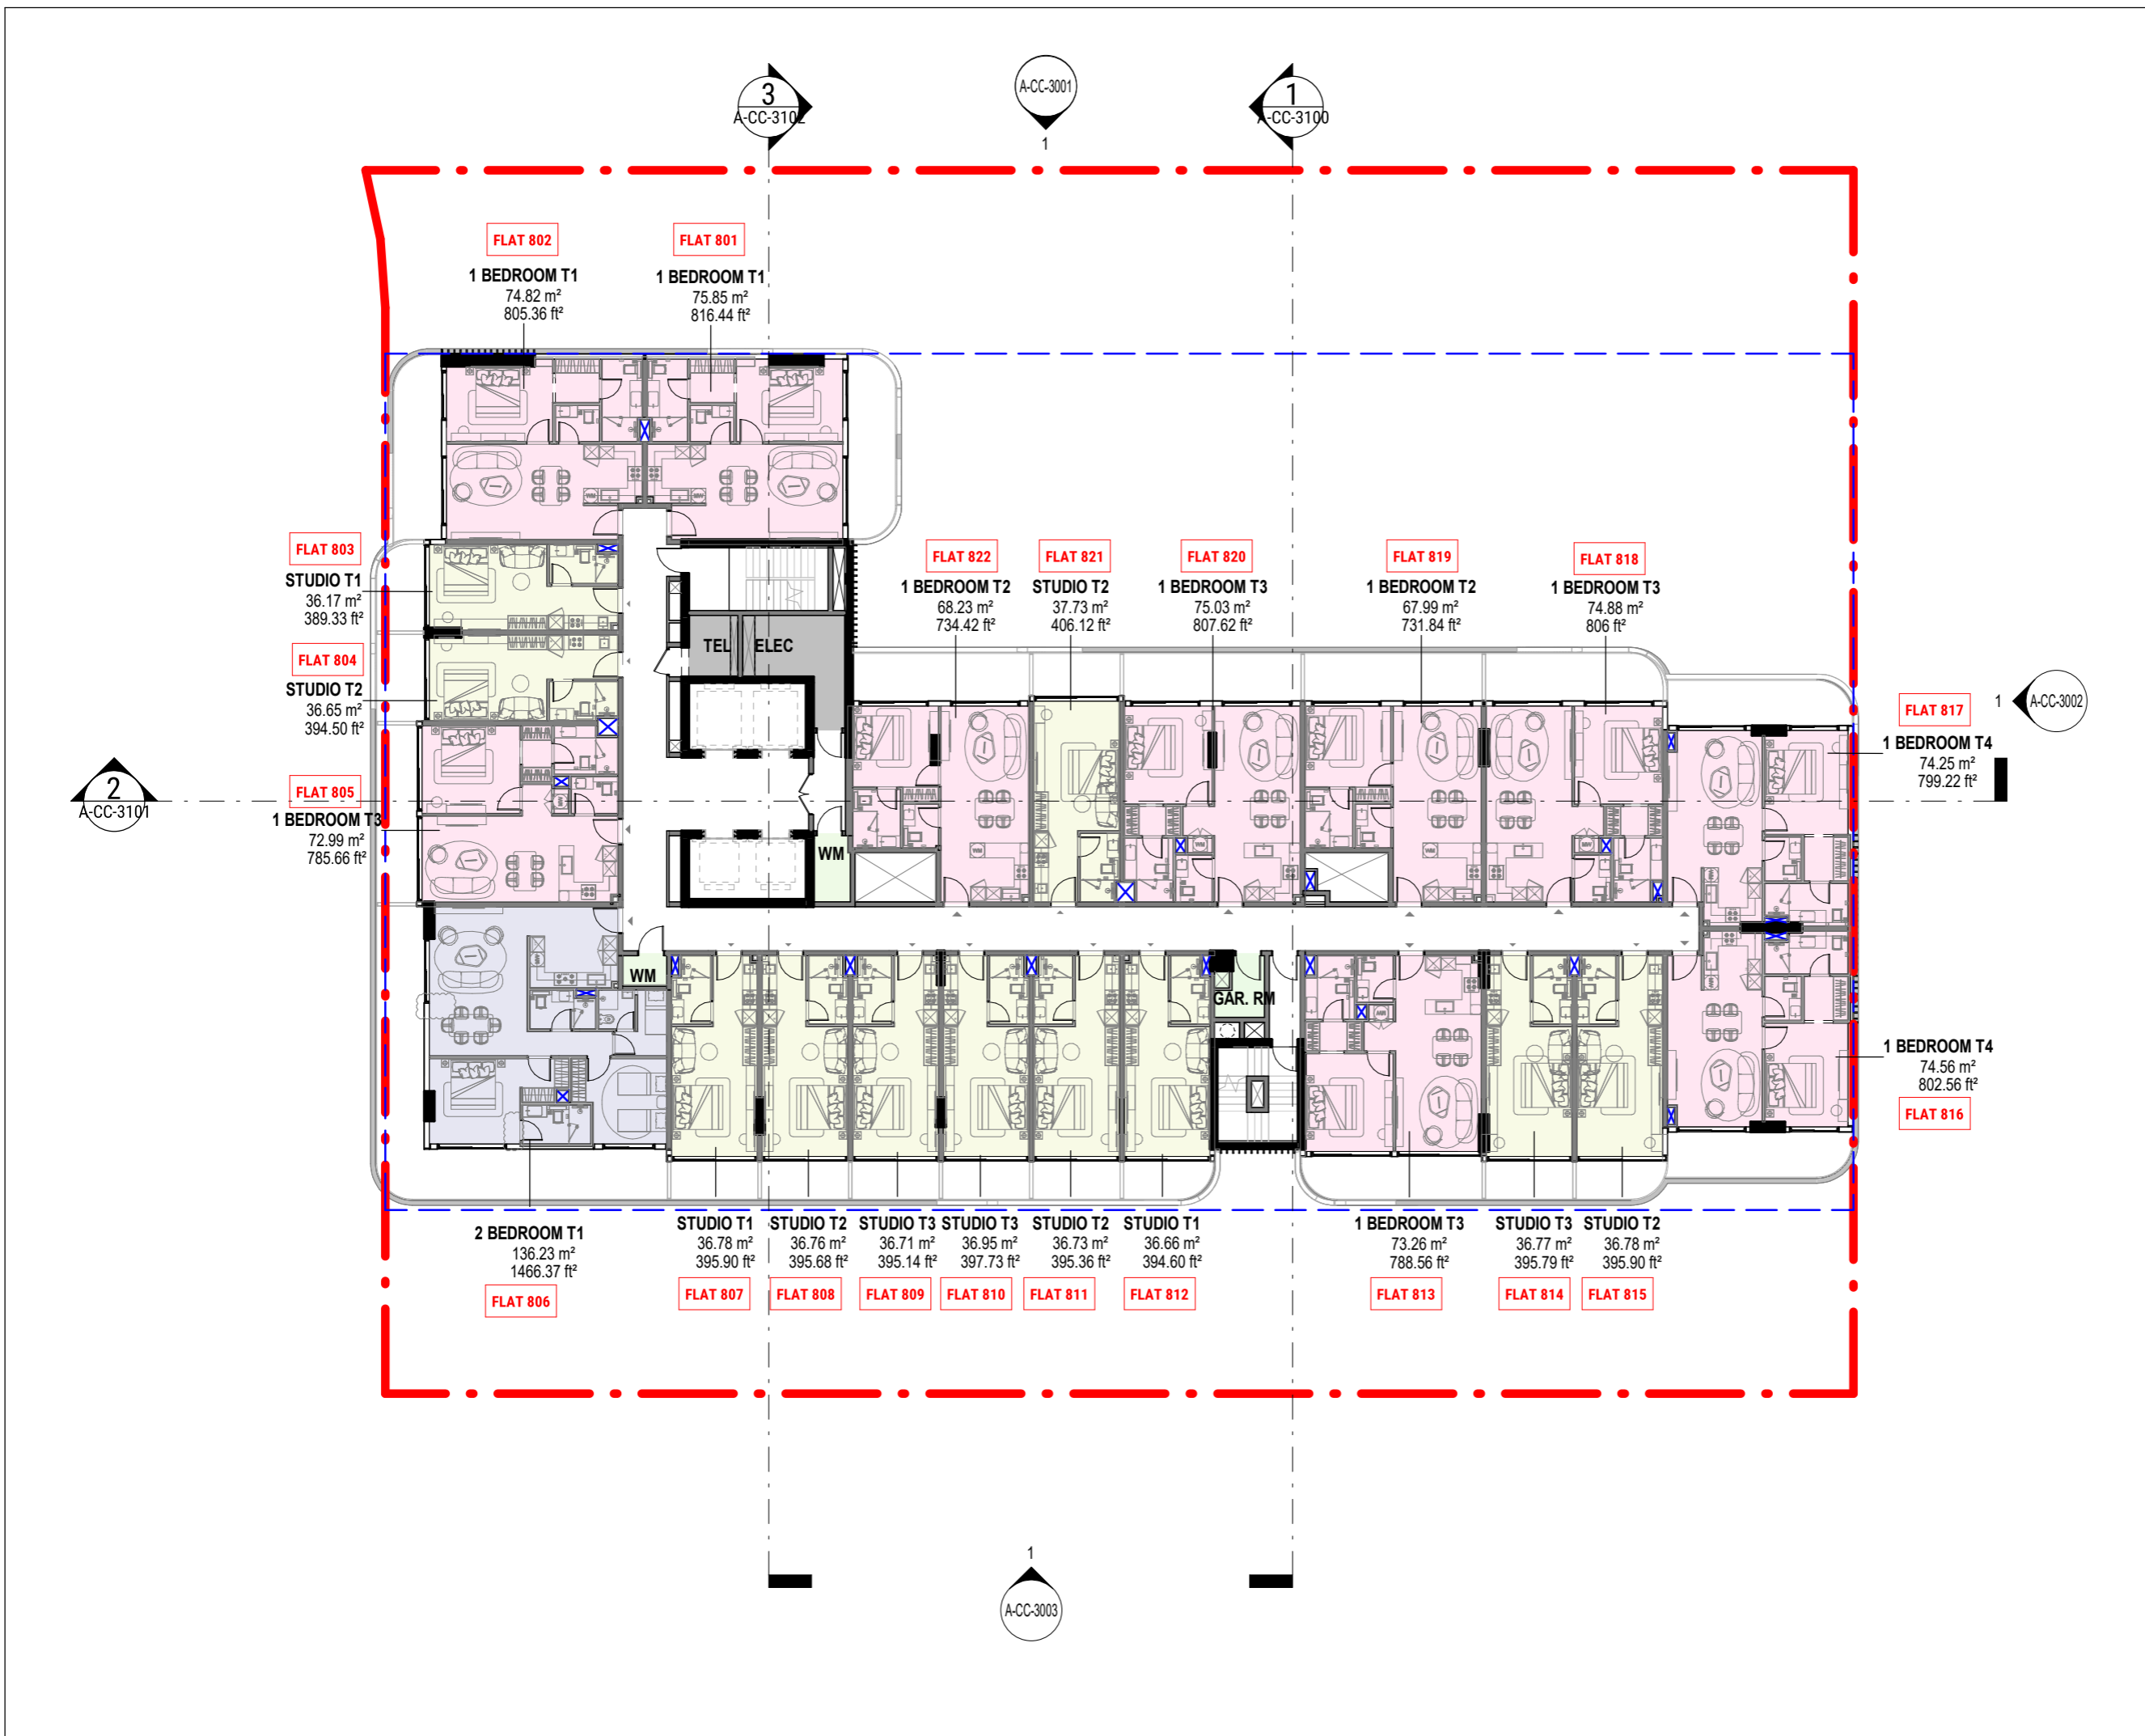 3
A-CC-3102
A-CC-3001
1
1
A-CC-3100
FLAT 802
1 BEDROOM T1
74.82 m²
805.36 ft²
FLAT 801
1 BEDROOM T1
75.85 m²
816.44 ft²
FLAT 803
STUDIO T1
36.17 m²
389.33 ft²
FLAT 804
STUDIO T2
36.65 m²
394.50 ft²
FLAT 805
1 BEDROOM T3
72.99 m²
785.66 ft²
2
A-CC-3101
TEL
ELEC
WM
WM
GAR. RM
FLAT 822
1 BEDROOM T2
68.23 m²
734.42 ft²
FLAT 821
STUDIO T2
37.73 m²
406.12 ft²
FLAT 820
1 BEDROOM T3
75.03 m²
807.62 ft²
FLAT 819
1 BEDROOM T2
67.99 m²
731.84 ft²
FLAT 818
1 BEDROOM T3
74.88 m²
806 ft²
FLAT 817
1 BEDROOM T4
74.25 m²
799.22 ft²
1
A-CC-3002
1 BEDROOM T4
74.56 m²
802.56 ft²
FLAT 816
2 BEDROOM T1
136.23 m²
1466.37 ft²
FLAT 806
STUDIO T1
36.78 m²
395.90 ft²
FLAT 807
STUDIO T2
36.76 m²
395.68 ft²
FLAT 808
STUDIO T3
36.71 m²
395.14 ft²
FLAT 809
STUDIO T3
36.95 m²
397.73 ft²
FLAT 810
STUDIO T2
36.73 m²
395.36 ft²
FLAT 811
STUDIO T1
36.66 m²
394.60 ft²
FLAT 812
1 BEDROOM T3
73.26 m²
788.56 ft²
FLAT 813
STUDIO T3
36.77 m²
395.79 ft²
FLAT 814
STUDIO T2
36.78 m²
395.90 ft²
FLAT 815
1
A-CC-3003